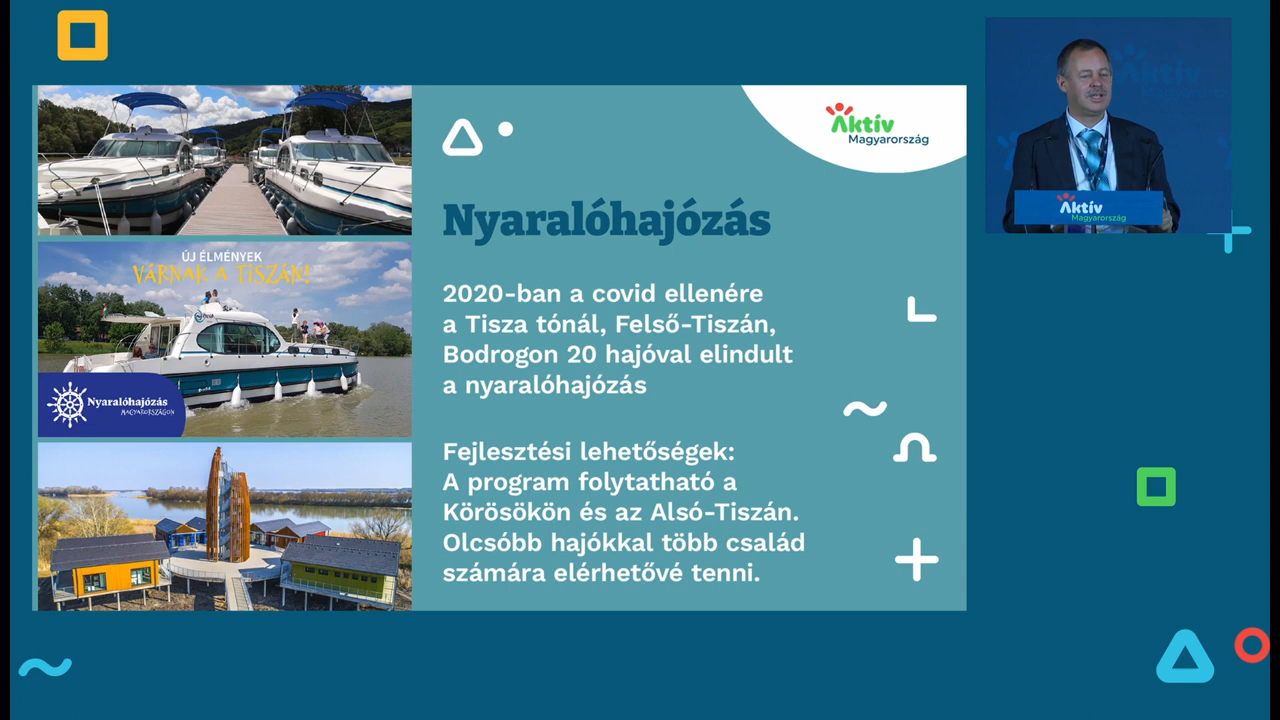 Aktív
Magyarország
Nyaralóhajózás
2020-ban a covid ellenére
a Tisza tónál, Felső-Tiszán,
Bodrogon 20 hajóval elindult
a nyaralóhajózás
Fejlesztési lehetőségek:
A program folytatható a
Körösökön és az Alsó-Tiszán.
Olcsóbb hajókkal több család
számára elérhetővé tenni.
ÚJ ÉLMÉNYEK
VÁRNAK A TISZÁN!
Nyaralóhajózás
MAGYARORSZÁGON
Aktív
Magyarország
Aktív
Magyarország